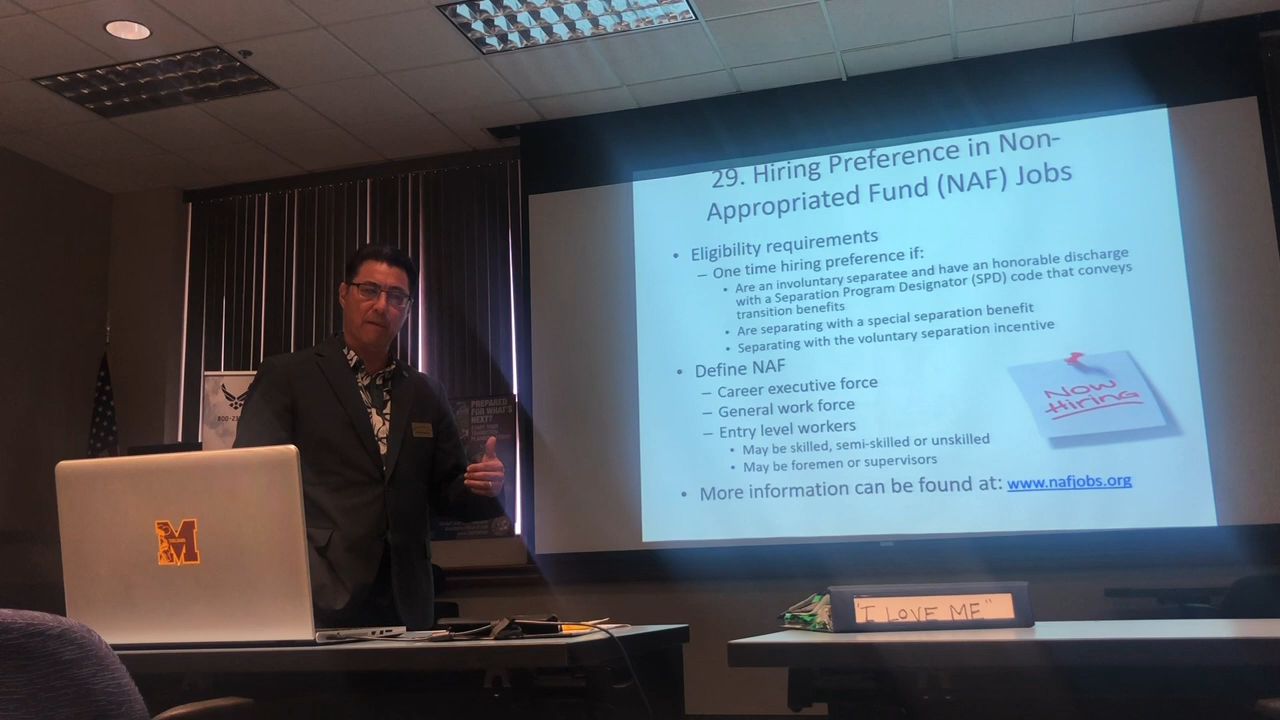 29. Hiring Preference in Non-
Appropriated Fund (NAF) Jobs
• Eligibility requirements
– One time hiring preference if:
• Are an involuntary separatee and have an honorable discharge
with a Separation Program Designator (SPD) code that conveys
transition benefits
• Are separating with a special separation benefit
• Separating with the voluntary separation incentive
• Define NAF
– Career executive force
– General work force
– Entry level workers
• May be skilled, semi-skilled or unskilled
• May be foremen or supervisors
• More information can be found at: www.nafjobs.org
NOW
Hiring
PREPARED
FOR WHAT'S
NEXT?
M
"I LOVE ME"